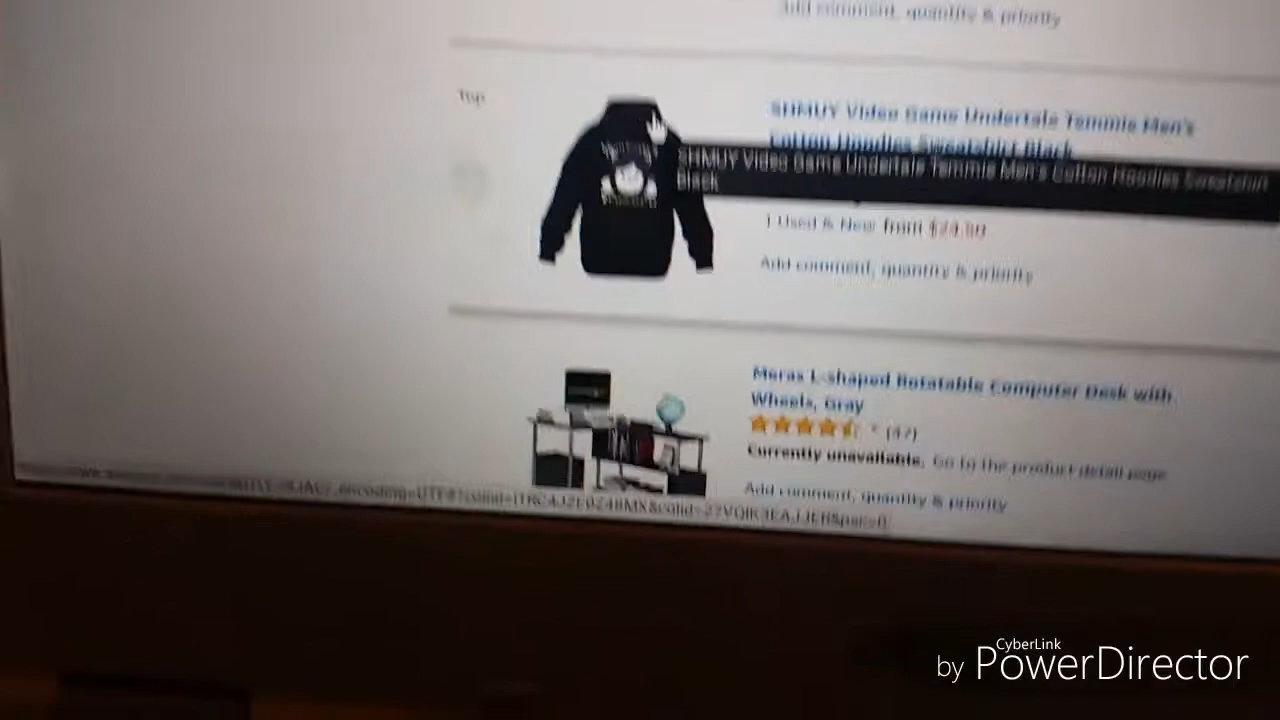 Add comment, quantity & priority
Top
SHMUY Video Game Undertale Temmie Men's
Cotton Hoodies Sweatshirt Black
SHMUY Video Game Undertale Temmie Men's Cotton Hoodies Sweatshirt
Black
1 Used & New from
Add comment, quantity & priority
Meras L-shaped Rotatable Computer Desk with
Wheels, Gray
(47)
Currently unavailable. Go to the product detail page
Add comment, quantity & priority
CyberLink
by PowerDirector